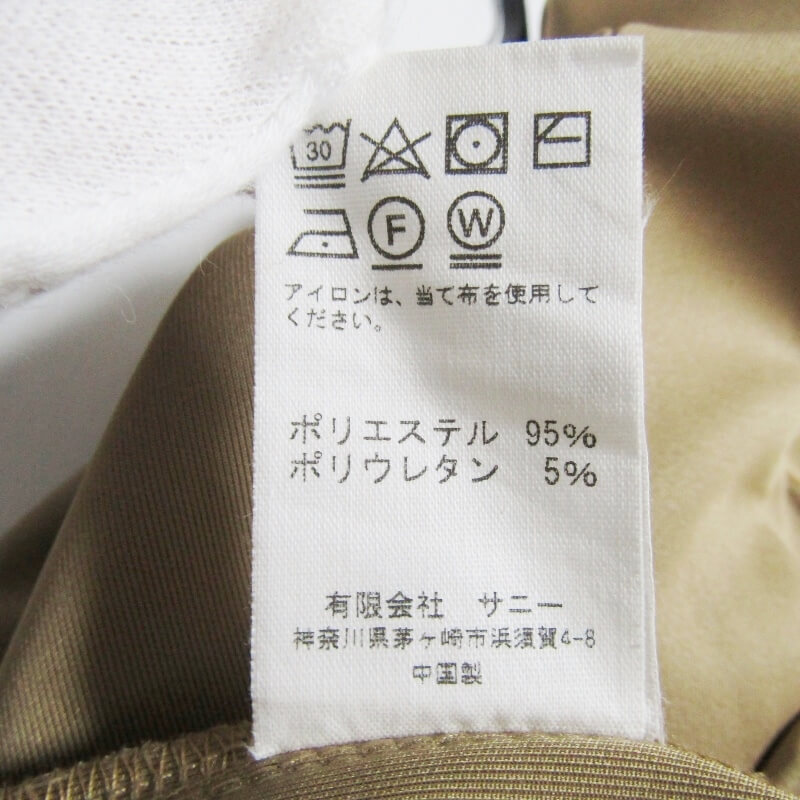 30
F W
アイロンは、当て布を使用して
ください。
ポリエステル 95%
ポリウレタン 5%
有限会社 サニー
神奈川県茅ヶ崎市浜須賀4-8
中国製